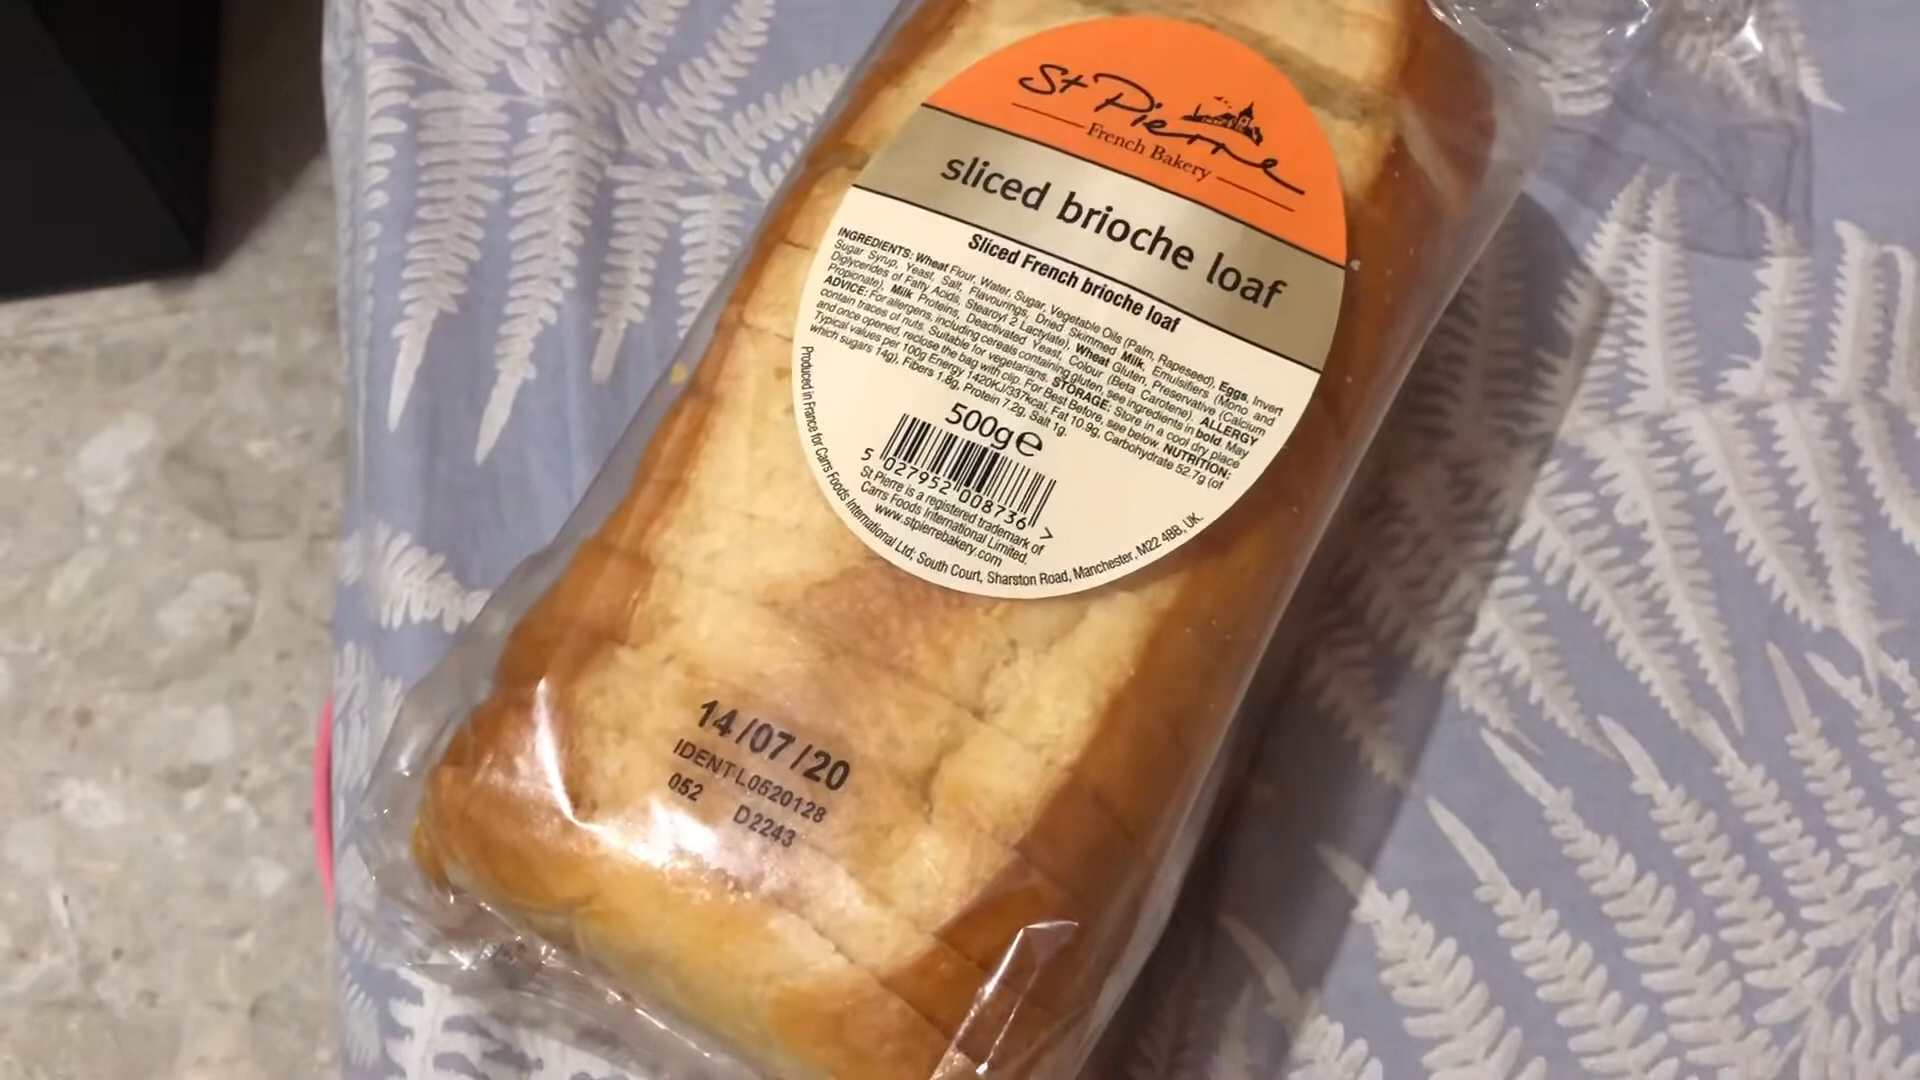 St Pierre
French Bakery
sliced brioche loaf
Sliced French brioche loaf
INGREDIENTS: Wheat Flour, Water, Sugar, Vegetable Oils (Palm, Rapeseed), Eggs, Invert
Sugar Syrup, Yeast, Salt, Flavourings, Dried Skimmed Milk, Emulsifiers (Mono and
Diglycerides of Fatty Acids, Stearoyl 2 Lactylate), Wheat Gluten, Preservative (Calcium
Propionate), Milk Proteins, Deactivated Yeast, Colour (Beta Carotene). ALLERGY
ADVICE: For allergens, including cereals containing gluten, see ingredients in bold. May
contain traces of nuts. Suitable for vegetarians. STORAGE: Store in a cool dry place
and once opened reclose the bag with clip. For Best Before, see below. NUTRITION:
Typical values per 100g Energy 1420KJ/337kcal, Fat 10.9g, Carbohydrate 52.7g (of
which sugars 14g), Fibers 1.8g, Protein 7.2g, Salt 1g.
500g℮
5 027952 008736 >
St Pierre is a registered trademark of
Carrs Foods International Limited.
www.stpierrebakery.com
Produced in France for Carrs Foods International Ltd; South Court, Sharston Road, Manchester, M22 4BB, UK.
14/07/20
IDENT L0520128
052 D2243